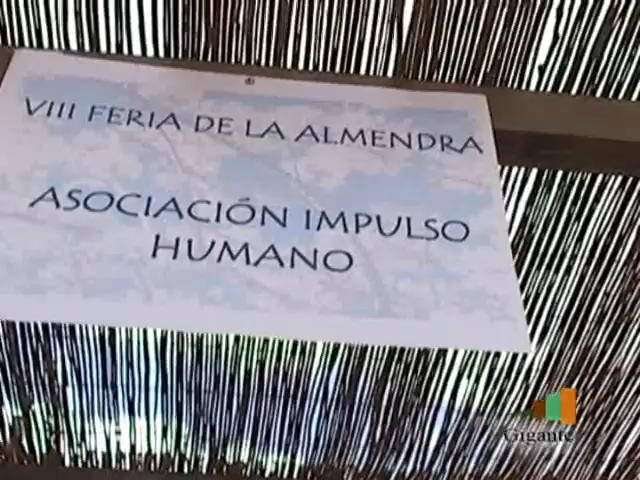 VIII FERIA DE LA ALMENDRA
ASOCIACIÓN IMPULSO
HUMANO
Gigante